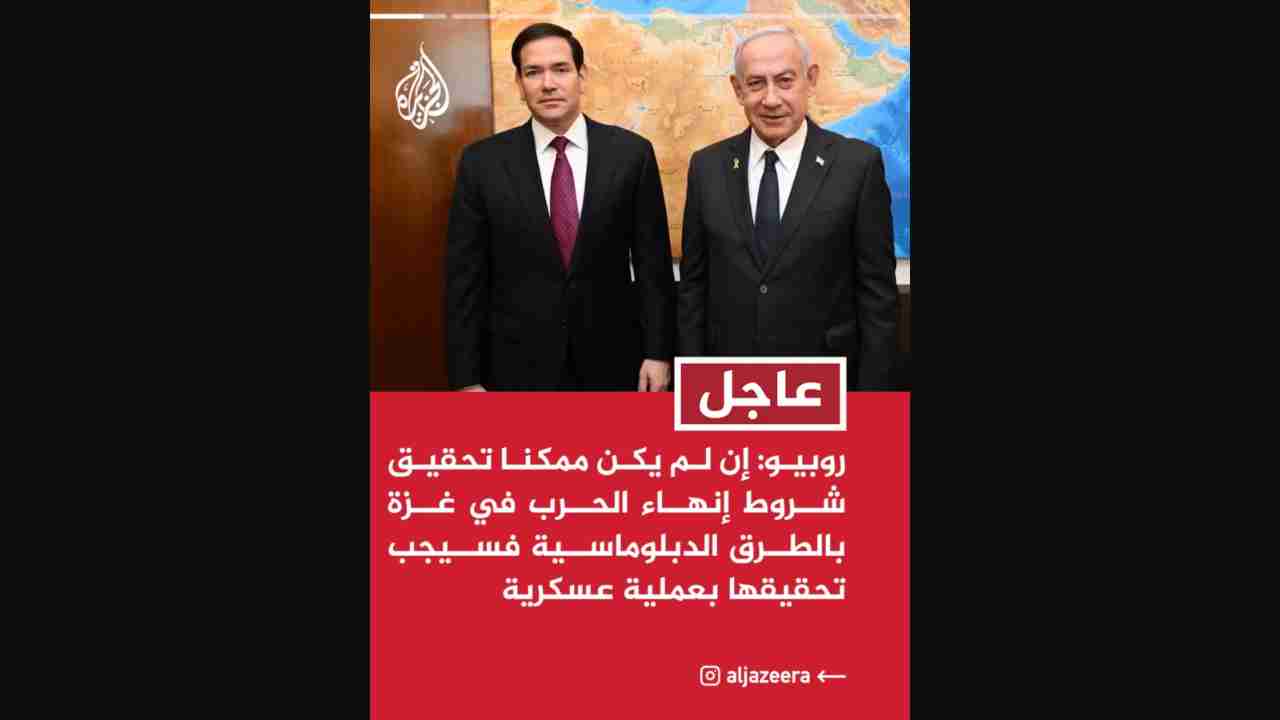 الجزيرة
عاجل
روبيو: إن لم يكن ممكنا تحقيق
شروط إنهاء الحرب في غزة
بالطرق الدبلوماسية فسيجب
تحقيقها بعملية عسكرية
aljazeera